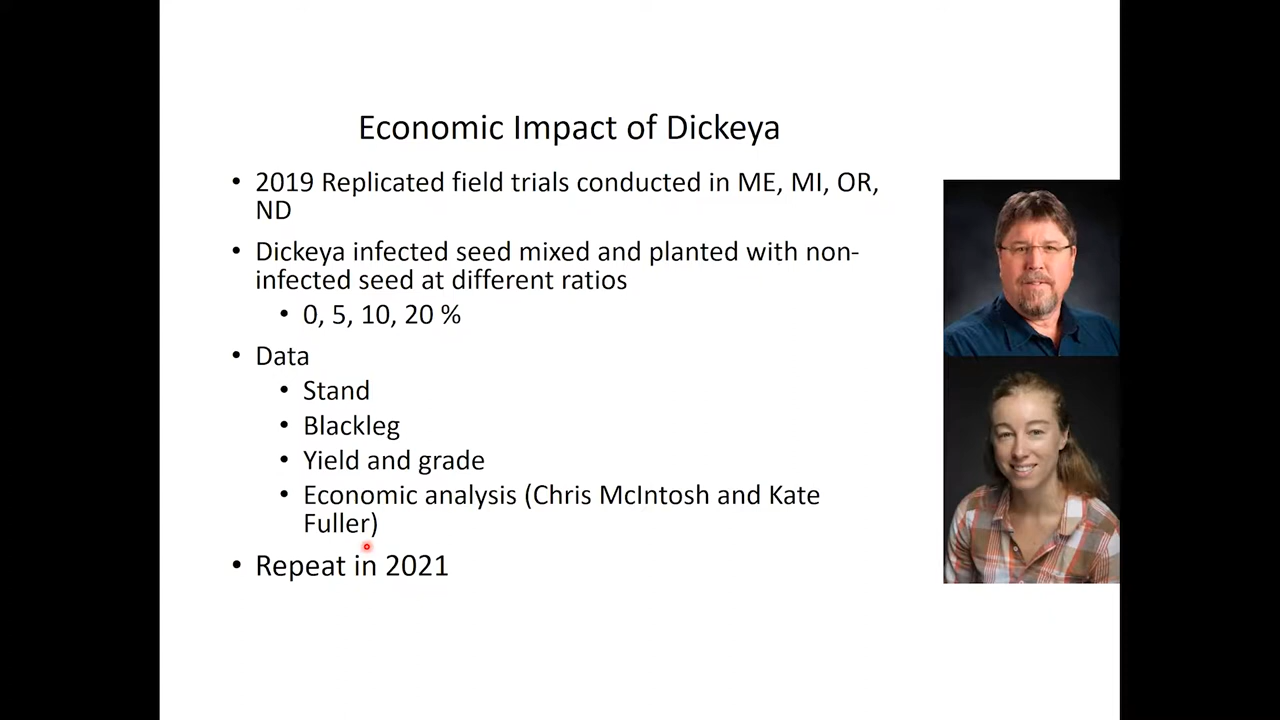 Economic Impact of Dickeya
• 2019 Replicated field trials conducted in ME, MI, OR,
ND
• Dickeya infected seed mixed and planted with non-
infected seed at different ratios
• 0, 5, 10, 20 %
• Data
• Stand
• Blackleg
• Yield and grade
• Economic analysis (Chris McIntosh and Kate
Fuller)
• Repeat in 2021